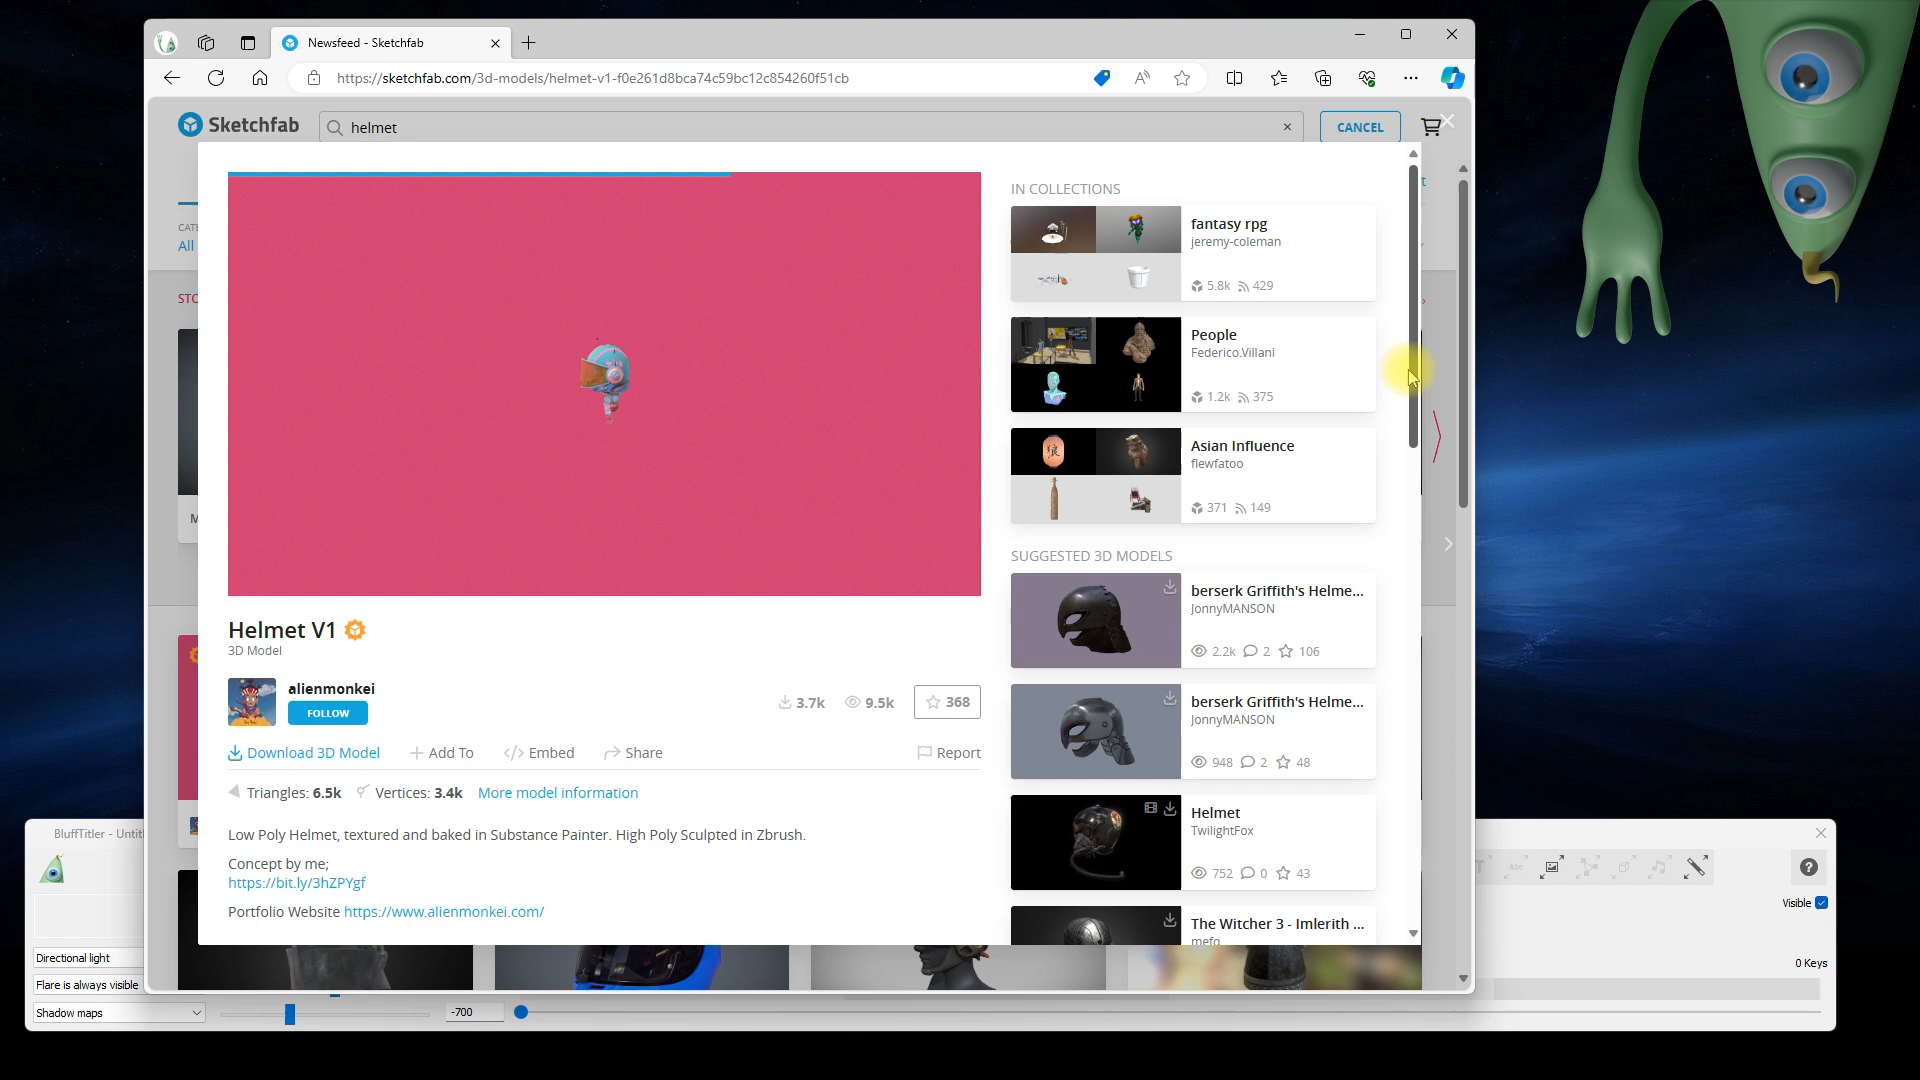 Newsfeed - Sketchfab
https://sketchfab.com/3d-models/helmet-v1-f0e261d8bca74c59bc12c854260f51cb
Sketchfab
helmet
CANCEL
CATE
All
STO
M
IN COLLECTIONS
fantasy rpg
jeremy-coleman
5.8k 429
People
Federico.Villani
1.2k 375
Asian Influence
flewfatoo
371 149
SUGGESTED 3D MODELS
berserk Griffith's Helme...
JonnyMANSON
2.2k 2 106
berserk Griffith's Helme...
JonnyMANSON
948 2 48
Helmet
TwilightFox
752 0 43
The Witcher 3 - Imlerith ...
mefq
Helmet V1
3D Model
alienmonkei
FOLLOW
3.7k 9.5k 368
Download 3D Model Add To </> Embed Share Report
Triangles: 6.5k Vertices: 3.4k More model information
Low Poly Helmet, textured and baked in Substance Painter. High Poly Sculpted in Zbrush.
Concept by me;
https://bit.ly/3hZPYgf
Portfolio Website https://www.alienmonkei.com/
BluffTitler - Untit
Directional light
Flare is always visible
Shadow maps
-700
Abc
?
Visible
0 Keys